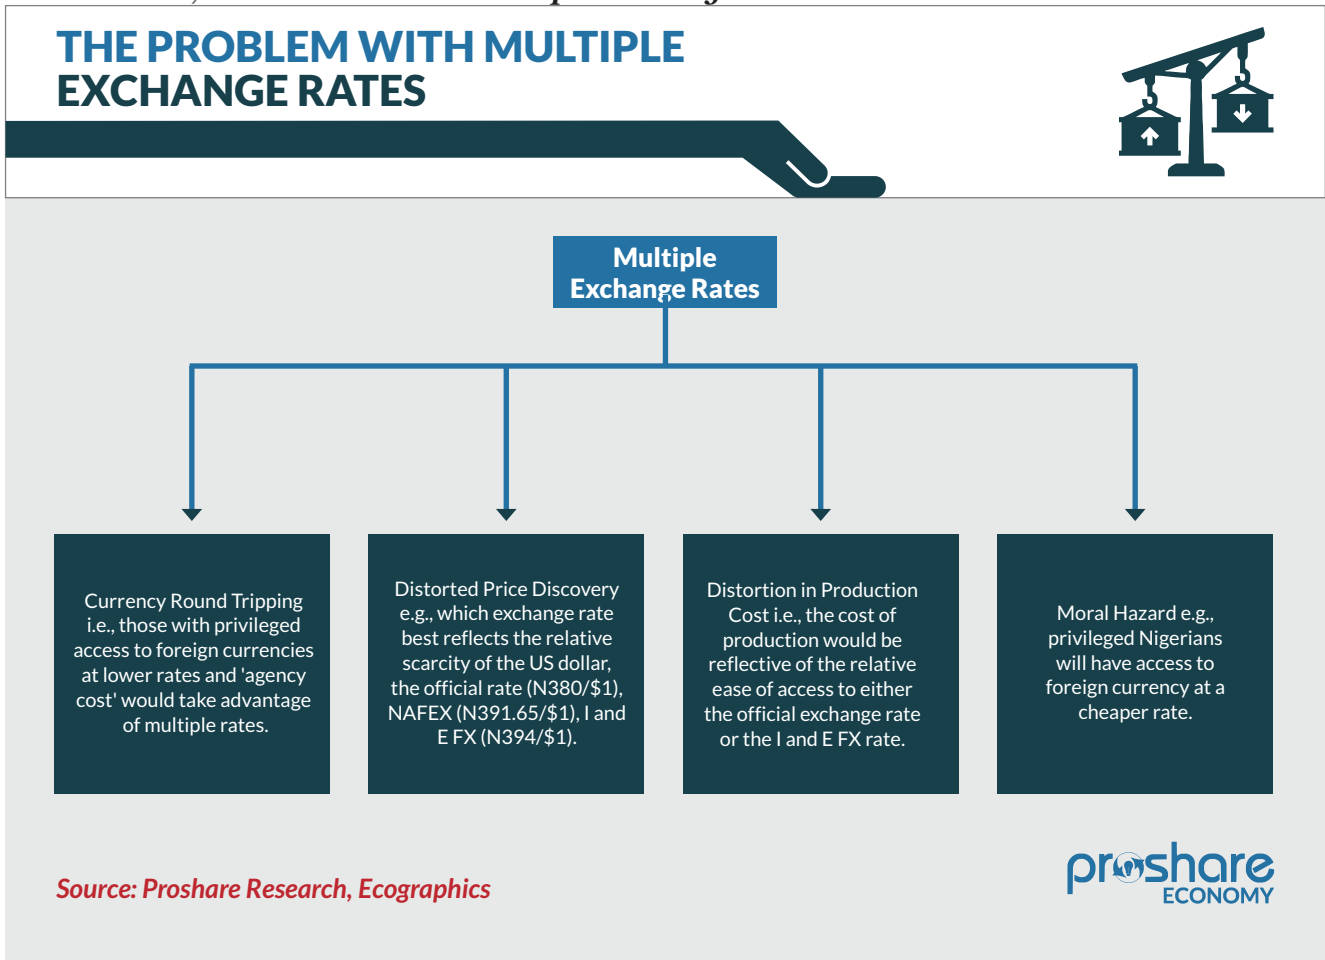 THE PROBLEM WITH MULTIPLE
EXCHANGE RATES
Multiple
Exchange Rates
Currency Round Tripping
i.e., those with privileged
access to foreign currencies
at lower rates and 'agency
cost' would take advantage
of multiple rates.
Distorted Price Discovery
e.g., which exchange rate
best reflects the relative
scarcity of the US dollar,
the official rate (N380/$1),
NAFEX (N391.65/$1), I and
E FX (N394/$1).
Distortion in Production
Cost i.e., the cost of
production would be
reflective of the relative
ease of access to either
the official exchange rate
or the I and E FX rate.
Moral Hazard e.g.,
privileged Nigerians
will have access to
foreign currency at a
cheaper rate.
Source: Proshare Research, Ecographics
proshare
ECONOMY